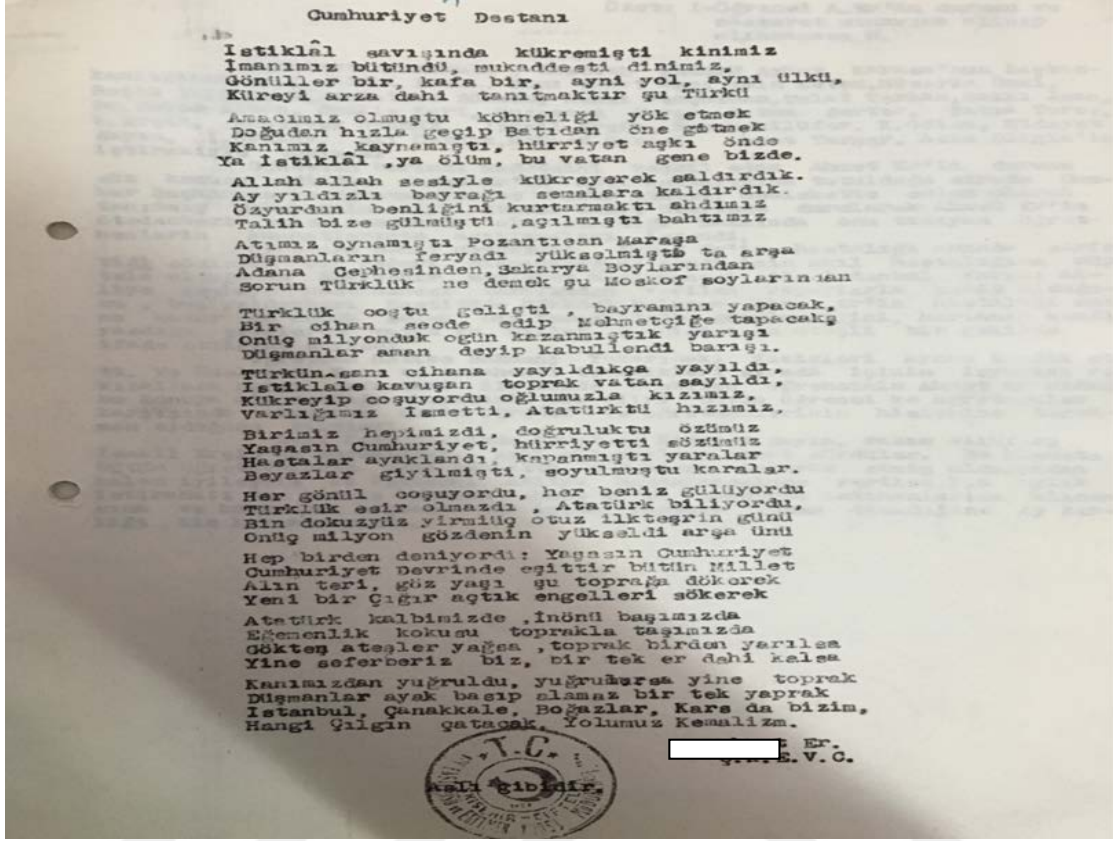 Cumhuriyet Destanı
İstiklâl savışında kükremişti kinimiz
İmanımız bütündü, mukaddesti dinimiz,
Gönüller bir, kafa bir, ayni yol, aynı ülkü,
Küreyi arza dahi tanıtmaktır şu Türkü
Amacımız olmuştu köhneliği yök etmek
Doğudan hızla geçip Batıdan öne gitmek
Kanımız kaynamıştı, hürriyet aşkı önde
Ya İstiklâl ,ya ölüm, bu vatan gene bizde.
Allah allah sesiyle kükreyerek saldırdık.
Ay yıldızlı bayrağı semalara kaldırdık.
Özyurdun benliğini kurtarmaktı ahdımız
Talih bize gülmüştü ,açılmıştı bahtımız
Atımız oynamıştı Pozantıean Maraşa
Düşmanların feryadı yükselmişti ta arşa
Adana Cephesinden, Sakarya Boylarından
Sorun Türklük ne demek şu Moskof soylarından
Türklük coştu gelişti , bayramını yapacak,
Bir cihan secde edip Mehmetçiğe tapacak
Onüç milyonduk ogün kazanmıştık yarışı
Düşmanlar aman deyip kabullendi barışı.
Türkün sanı cihana yayıldıkça yayıldı,
İstiklale kavuşan toprak vatan sayıldı,
Kükreyip coşuyordu oğlumuzla kızımız,
Varlığımız İsmetti, Atatürktü hızımız,
Birimiz hepimizdi, doğruluktu özümüz
Yaşasın Cumhuriyet, hürriyetti sözümüz
Hastalar ayaklandı, kapanmıştı yaralar
Beyazlar giyilmişti, soyulmuştu karalar.
Her gönül coşuyordu, her beniz gülüyordu
Türklük esir olmazdı , Atatürk biliyordu,
Bin dokuzyüz yirmiüç otuz ilkteşrin günü
Onüç milyon gözdenin yükseldi arşa ünü
Hep birden deniyordi: Yaşasın Cumhuriyet
Cumhuriyet Devrinde eşittir bütün Millet
Alın teri, göz yaşı şu toprağa dökerek
Yeni bir Çığır açtık engelleri sökerek
Atatürk kalbimizde ,İnönü başımızda
Eğemenlik kokusu toprakla taşımızda
Gökten ateşler yağsa ,toprak birden yarılsa
Yine seferberiz biz, bir tek er dahi kalsa
Kanımızdan yuğruldu, yuğrulursa yine toprak
Düşmanlar ayak basıp alamaz bir tek yaprak
İstanbul, Çanakkale, Boğazlar, Kars da bizim,
Hangi Çılgın çatacak, Yolumuz Kemalizm.
Er.
E.V.C.
T.C.
Aslı gibidir.